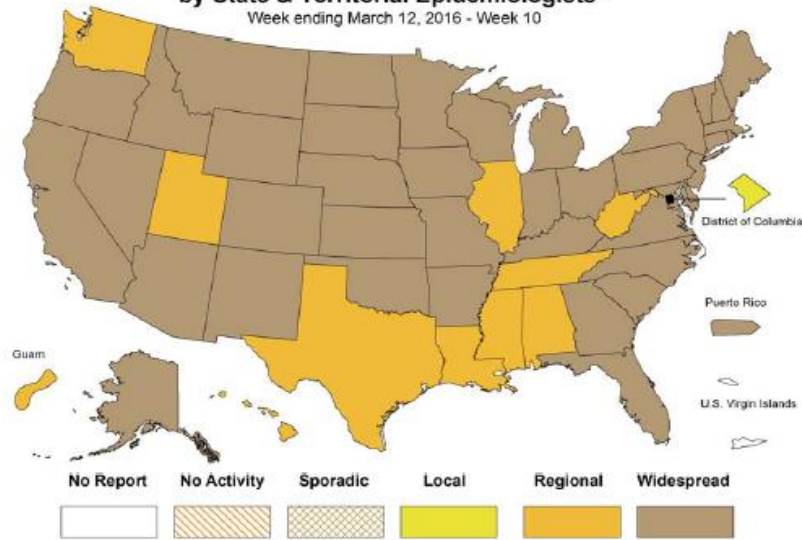 by State & Territorial Epidemiologists
Week ending March 12, 2016 - Week 10
District of Columbia
Puerto Rico
Guam
U.S. Virgin Islands
No Report No Activity Sporadic Local Regional Widespread